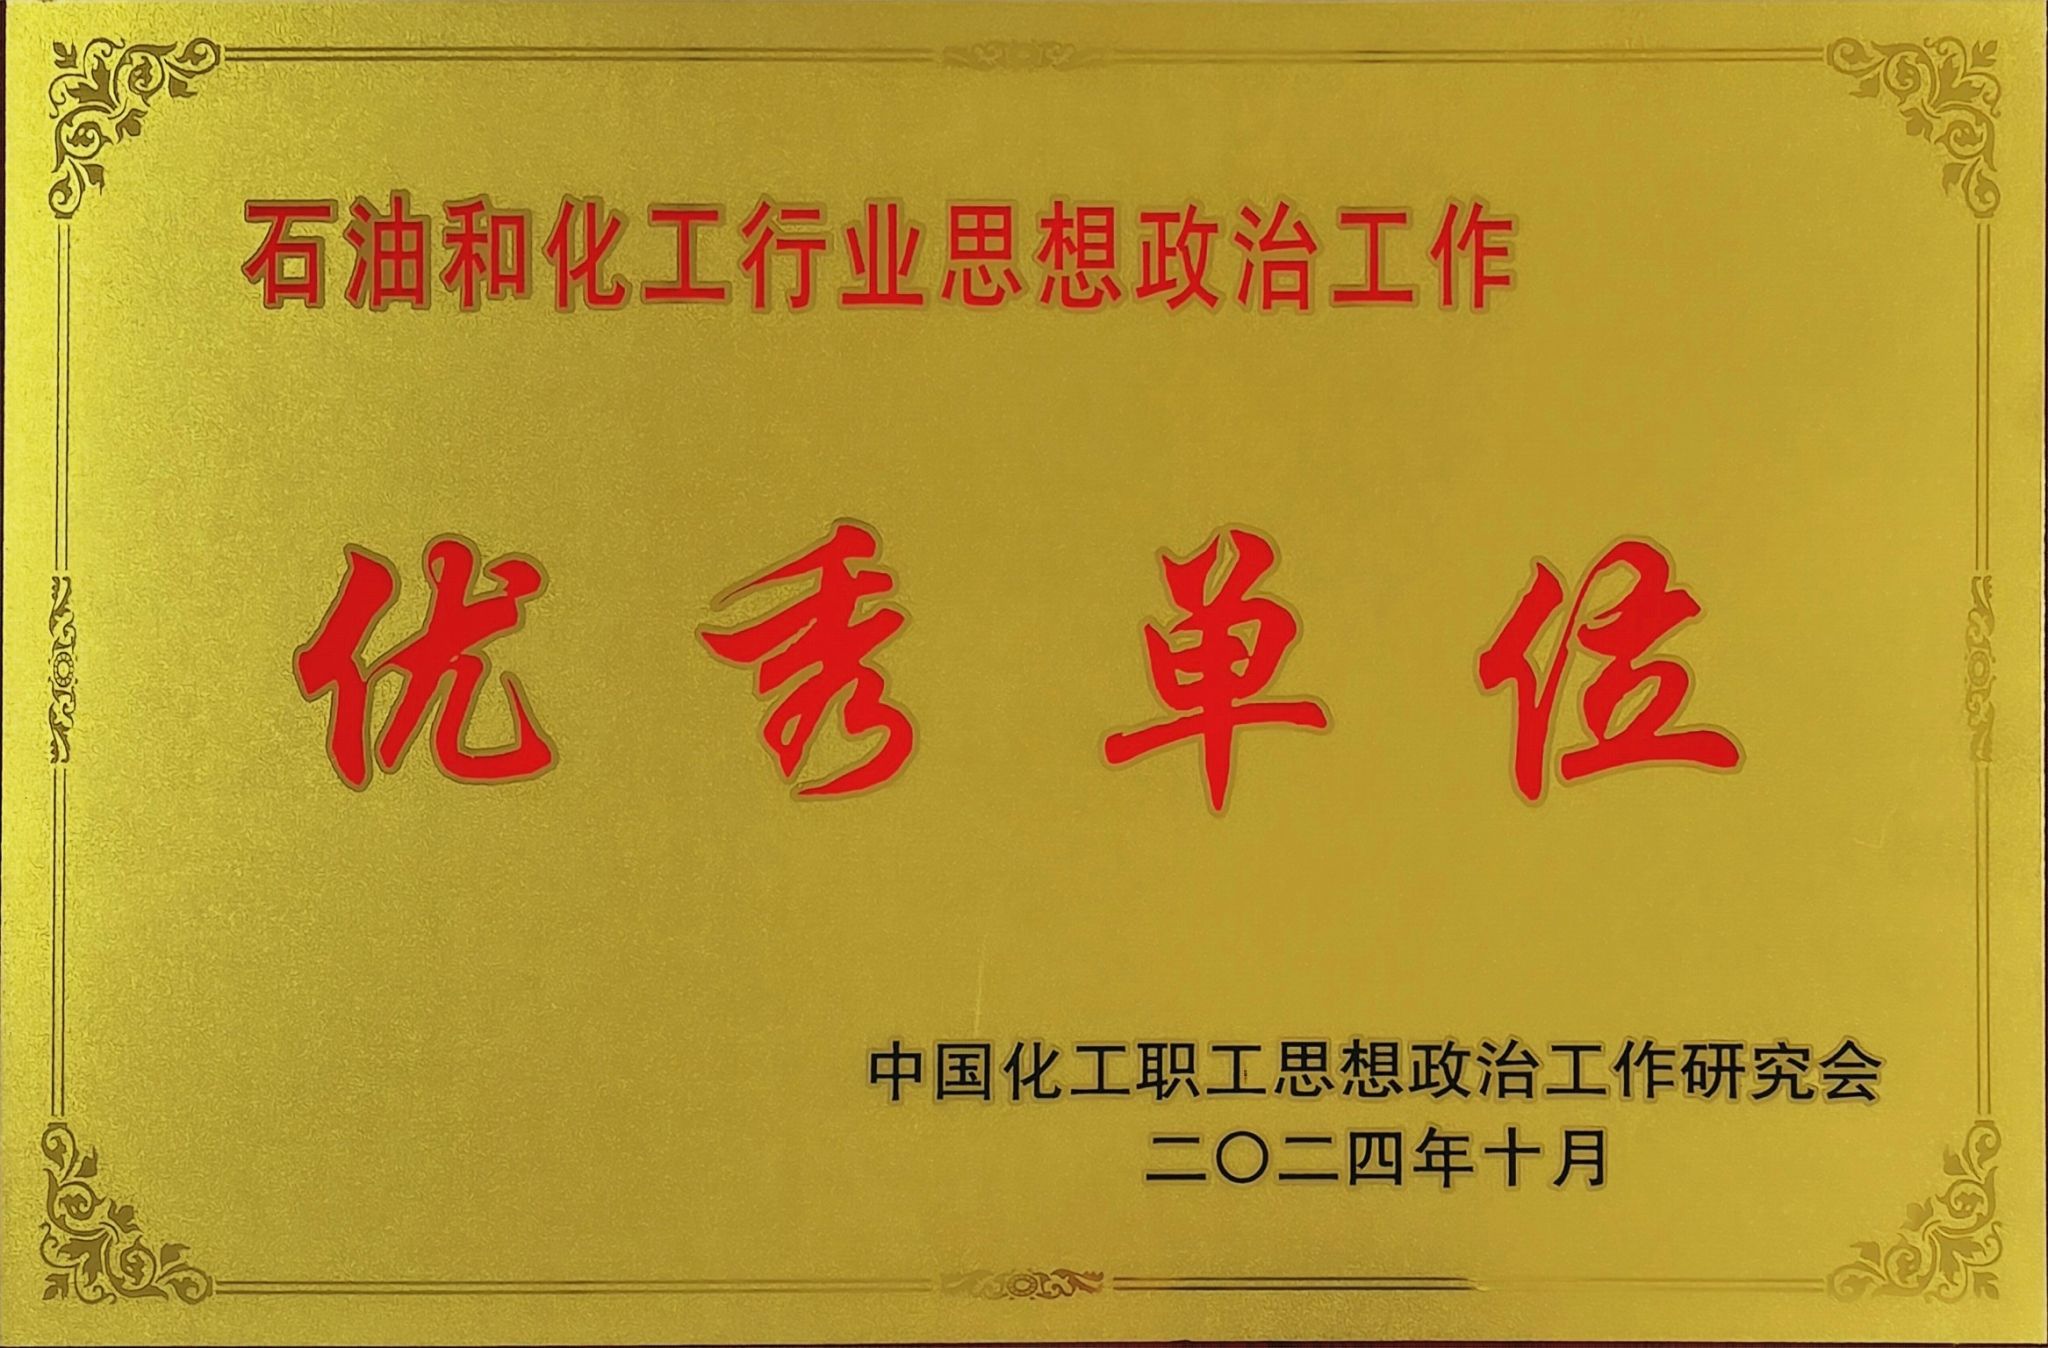 石油和化工行业思想政治工作
优秀单位
中国化工职工思想政治工作研究会
二〇二四年十月